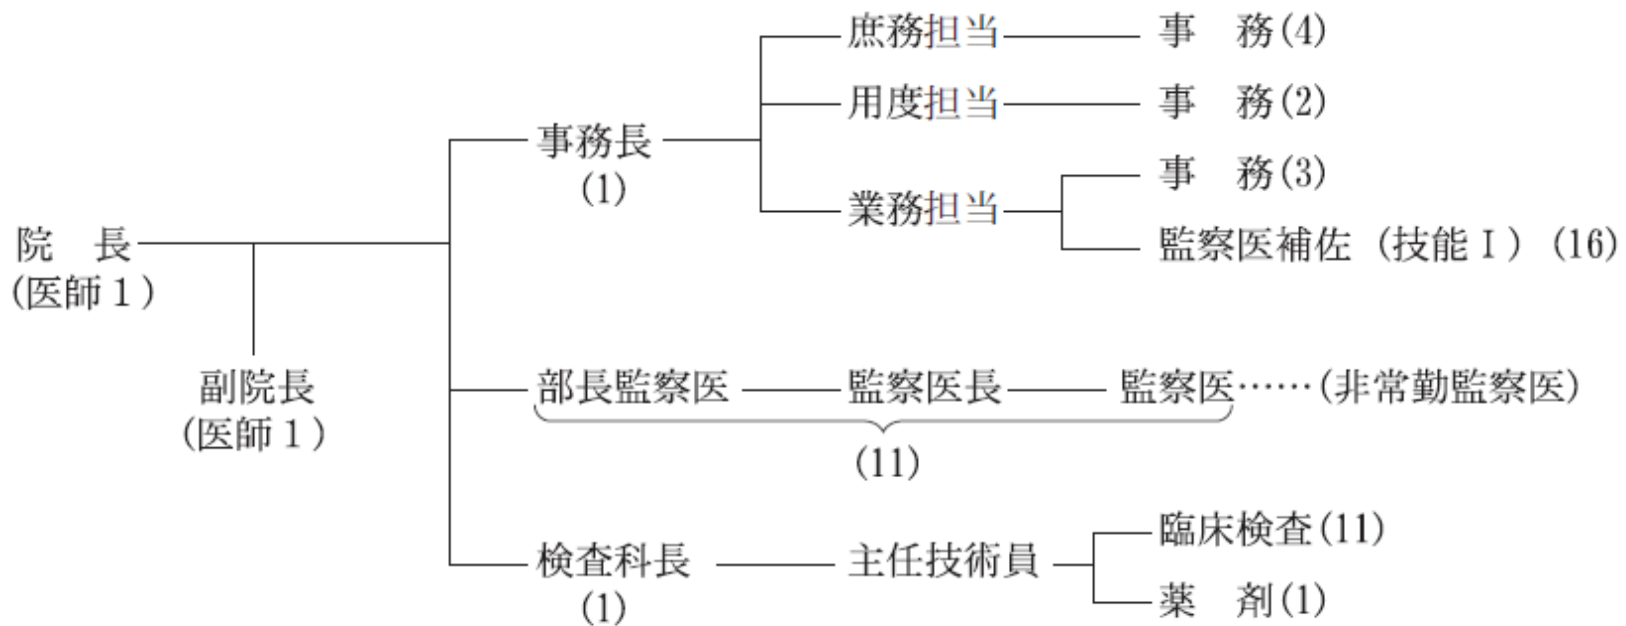 庶務担当 事　務(4)
用度担当 事　務(2)
事務長
(1)
事　務(3)
業務担当
監察医補佐（技能Ⅰ）(16)
院　長
(医師１)
副院長
(医師１)
部長監察医 監察医長 監察医……(非常勤監察医)
(11)
臨床検査(11)
検査科長 主任技術員
(1)
薬　剤(1)